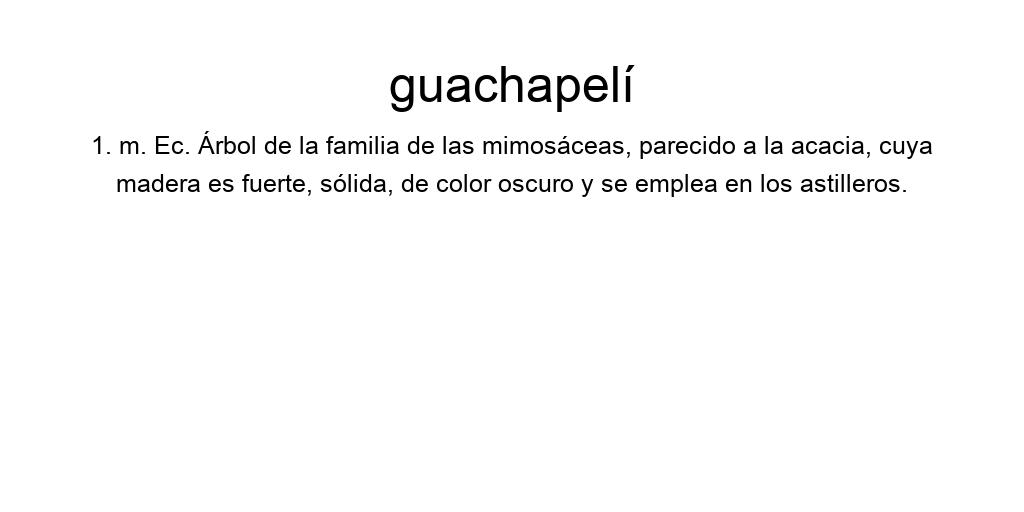 guachapelí
1. m. Ec. Árbol de la familia de las mimosáceas, parecido a la acacia, cuya
madera es fuerte, sólida, de color oscuro y se emplea en los astilleros.